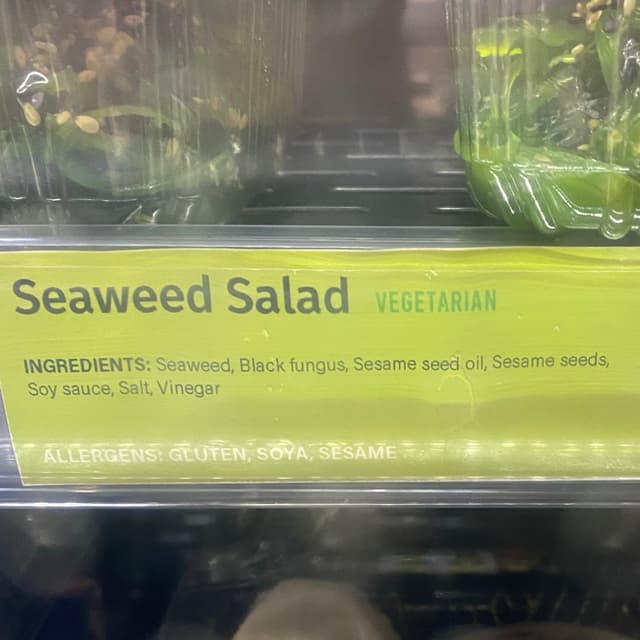 Seaweed Salad VEGETARIAN
INGREDIENTS: Seaweed, Black fungus, Sesame seed oil, Sesame seeds,
Soy sauce, Salt, Vinegar
ALLERGENS: GLUTEN, SOYA, SESAME